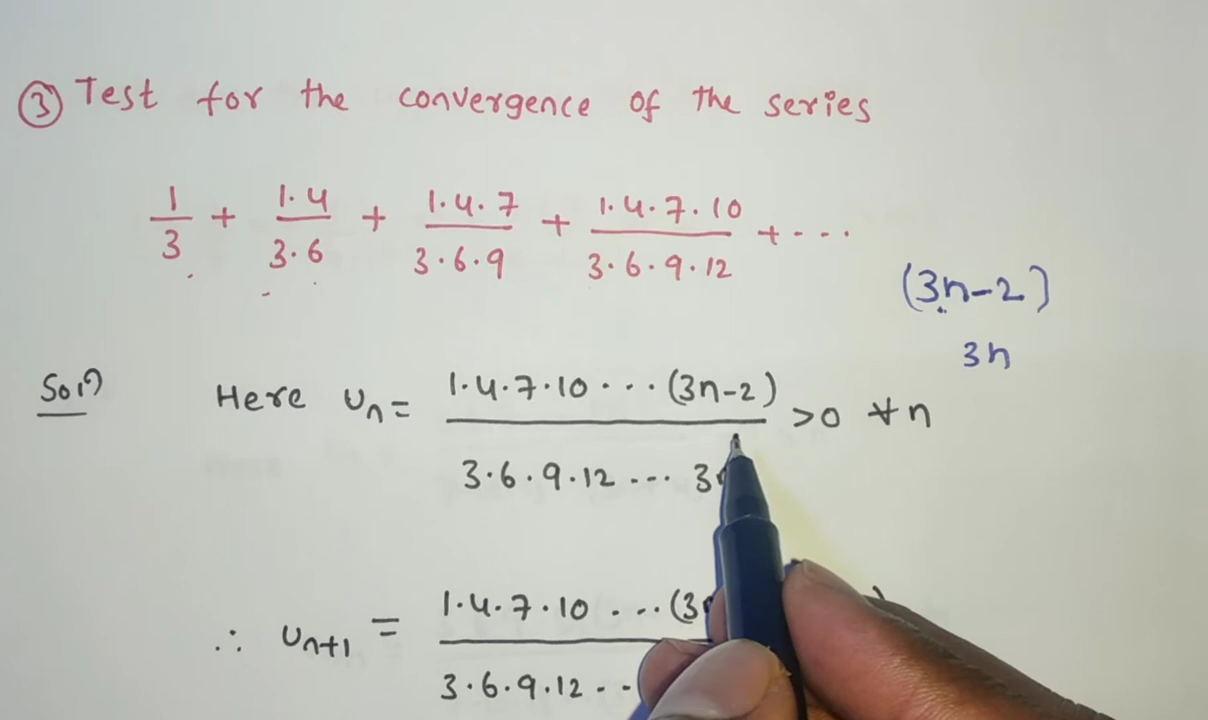 ③ Test for the convergence of the series
1/3 + 1.4/3.6 + 1.4.7/3.6.9 + 1.4.7.10/3.6.9.12 + - - -
(3n-2)
3n
Soln Here un = 1.4.7.10 ... (3n-2)/3.6.9.12 ... 3 >0 ∀ n
∴ un+1 = 1.4.7.10 ... (3/3.6.9.12 - -